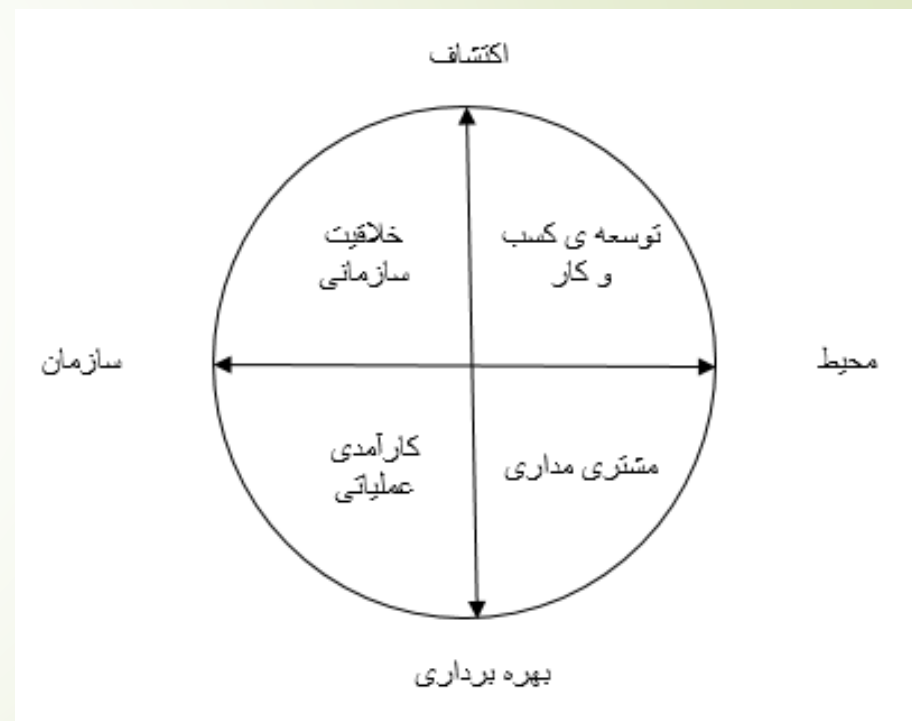 اکتشاف
توسعه ی کسب
و کار
خلاقیت
سازمانی
محیط
سازمان
مشتری مداری
کارآمدی
عملیاتی
بهره برداری